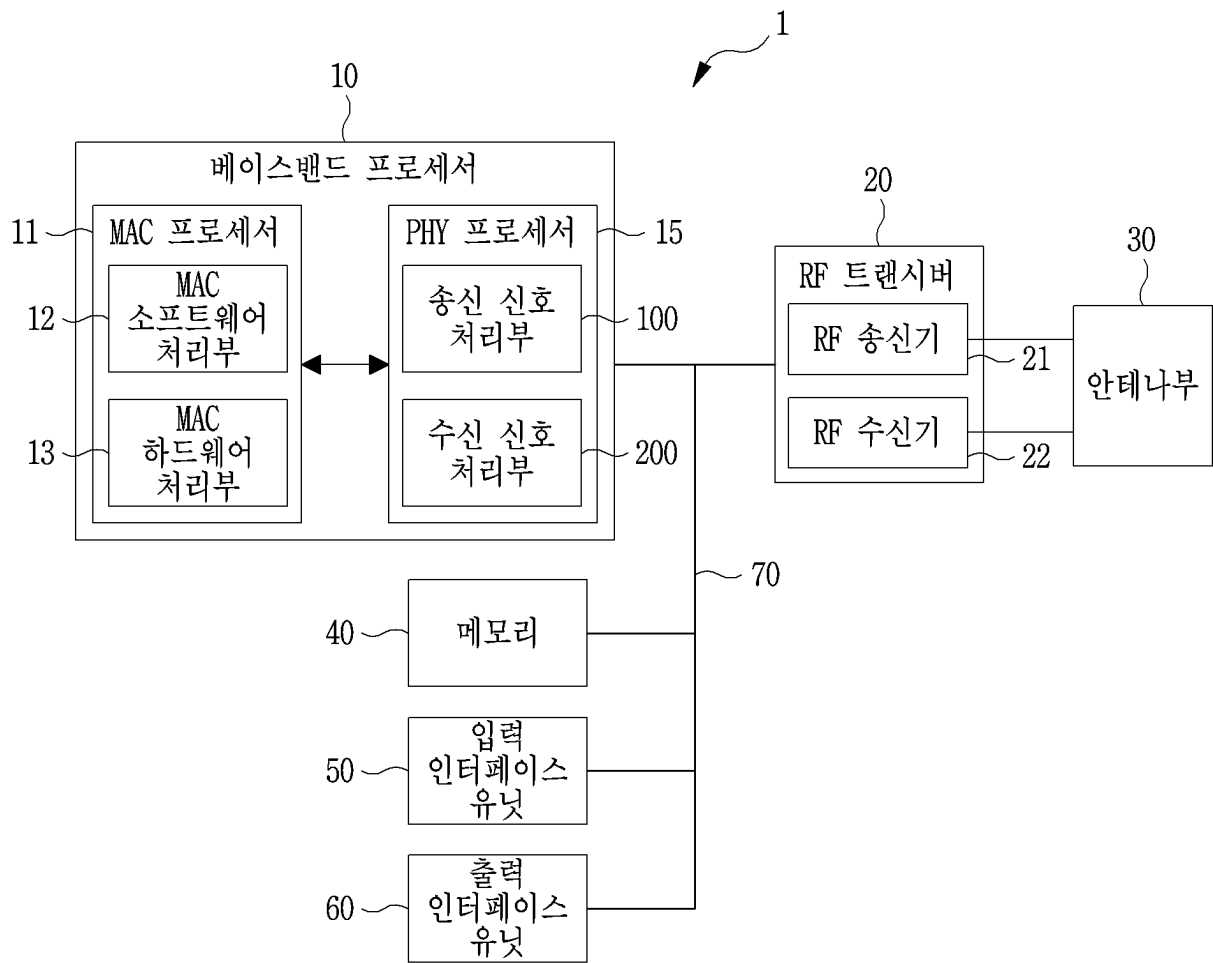 1
10
베이스밴드 프로세서
11
MAC 프로세서
12
MAC
소프트웨어
처리부
13
MAC
하드웨어
처리부
PHY 프로세서
15
송신 신호
처리부
100
수신 신호
처리부
200
20
RF 트랜시버
RF 송신기
21
RF 수신기
22
30
안테나부
70
40
메모리
50
입력
인터페이스
유닛
60
출력
인터페이스
유닛